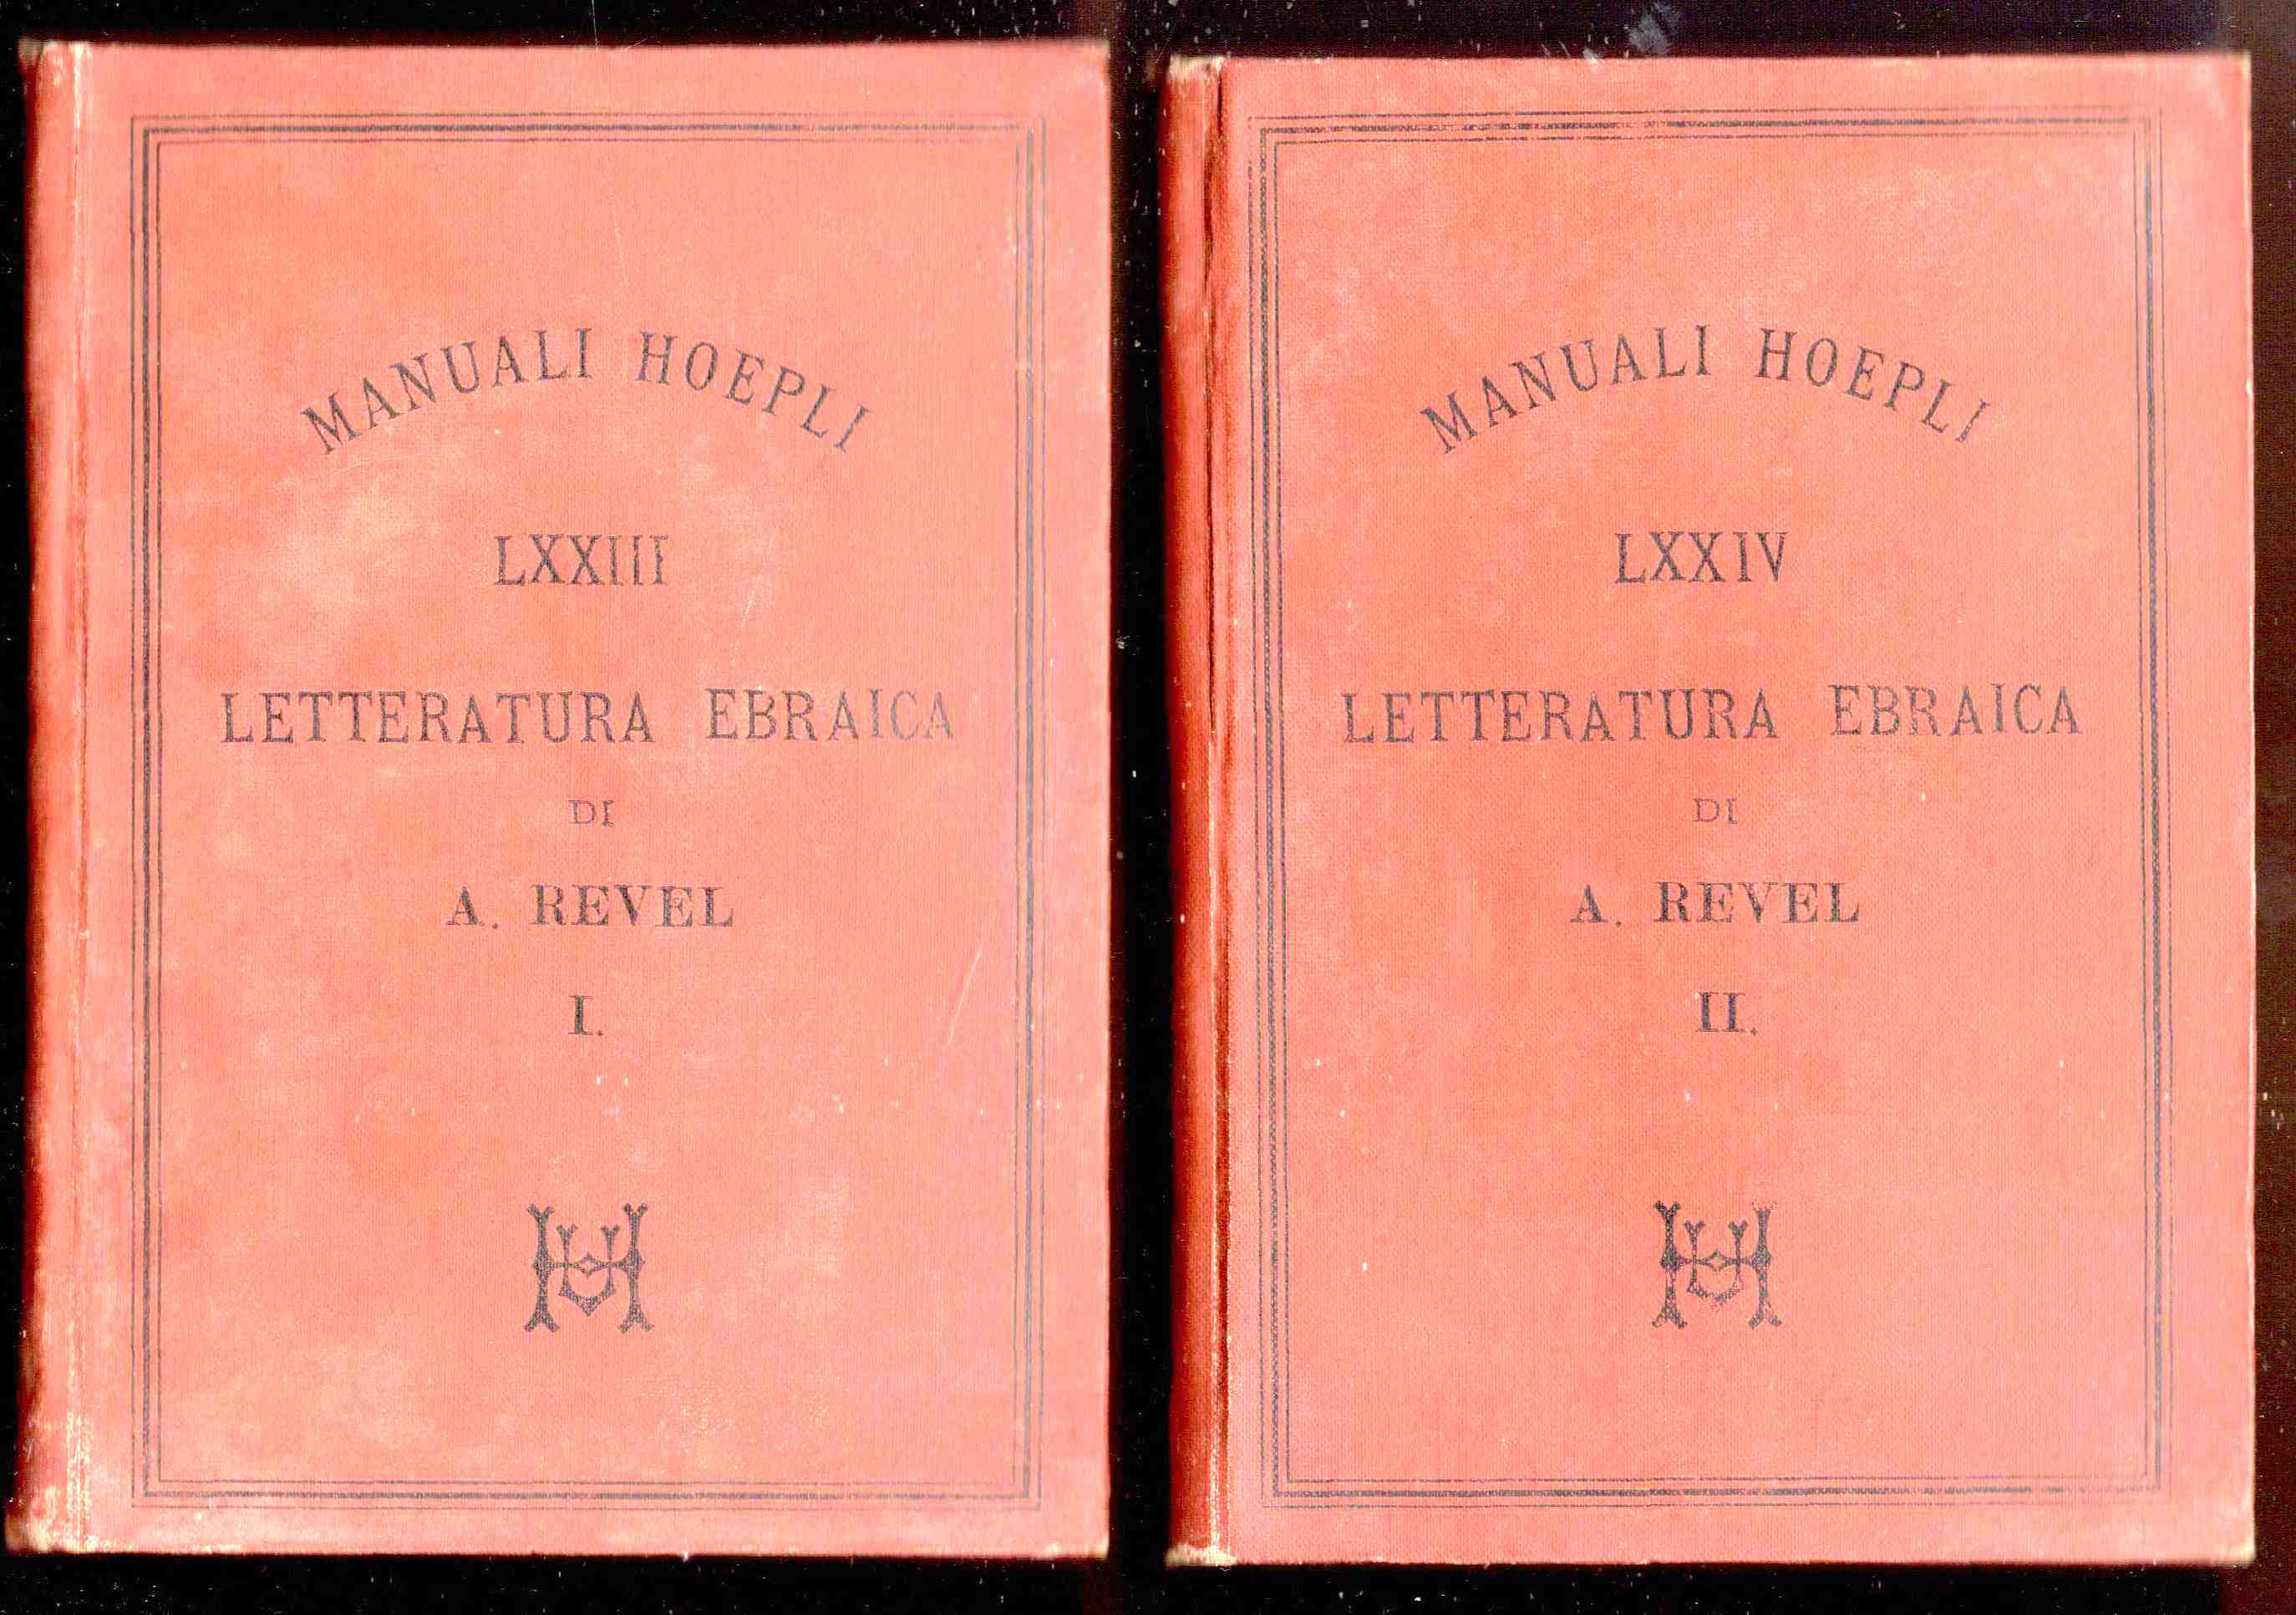 MANUALI HOEPLI
LXXIII
LETTERATURA EBRAICA
DI
A. REVEL
I.
MANUALI HOEPLI
LXXIV
LETTERATURA EBRAICA
DI
A. REVEL
II.